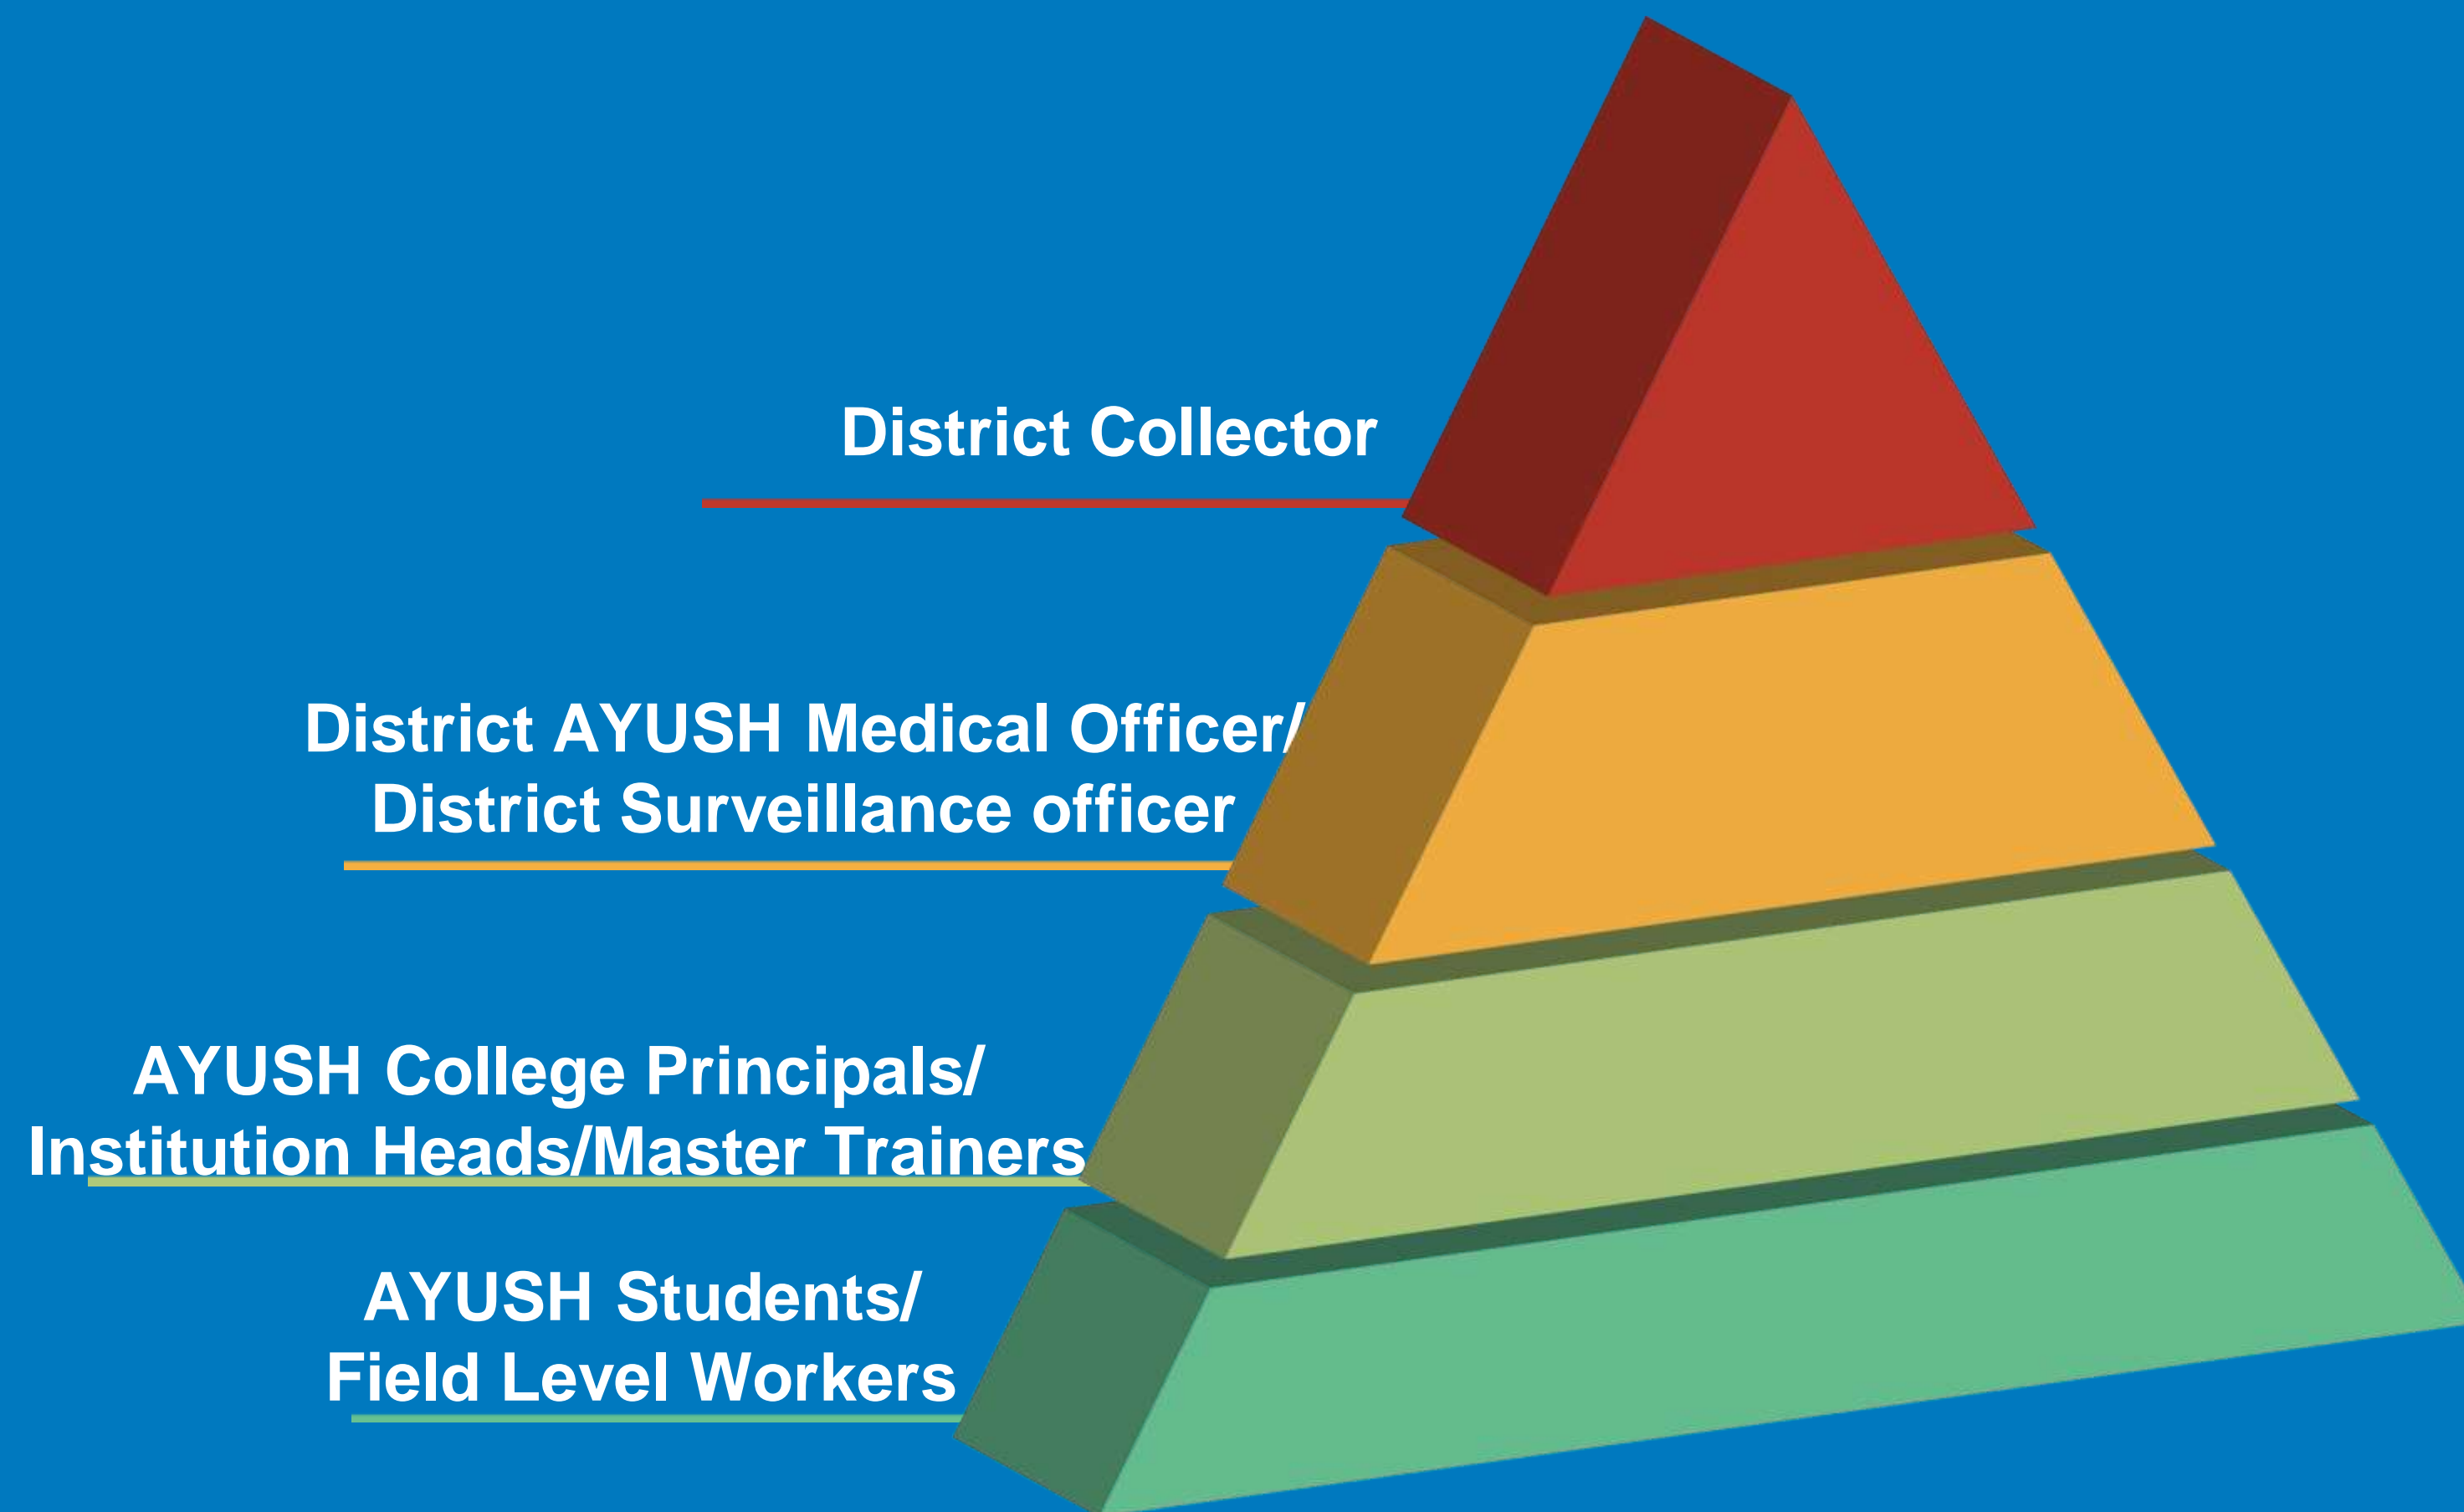 District Collector
District AYUSH Medical Officer/
District Surveillance officer
AYUSH College Principals/
Institution Heads/Master Trainers
AYUSH Students/
Field Level Workers